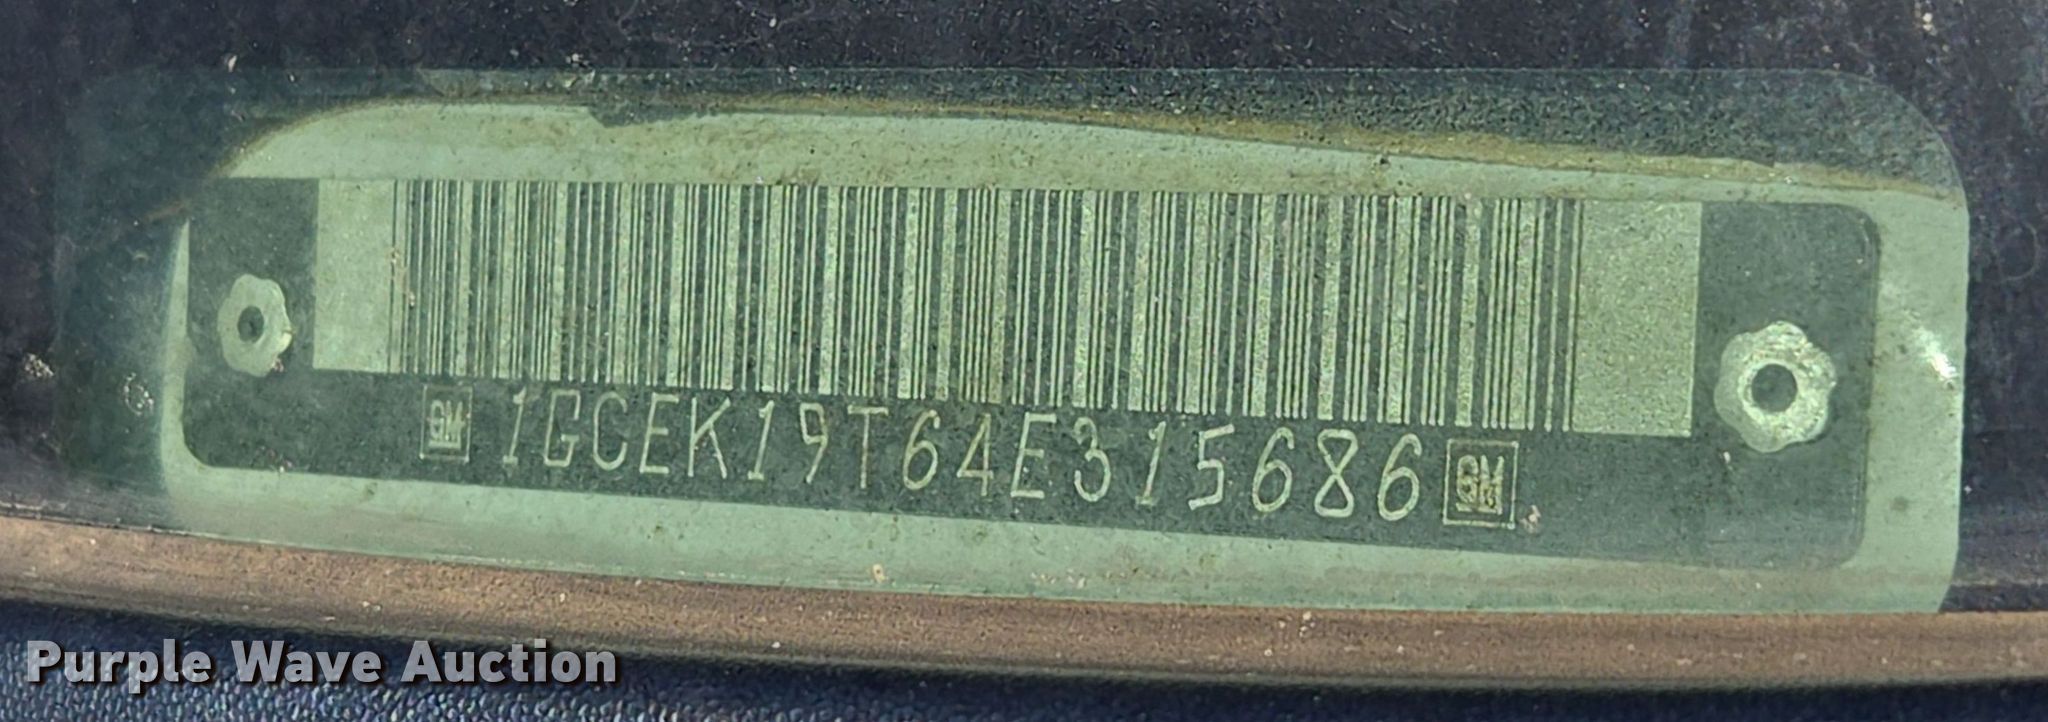 GM 1GCEK19T64E315686 GM
Purple Wave Auction